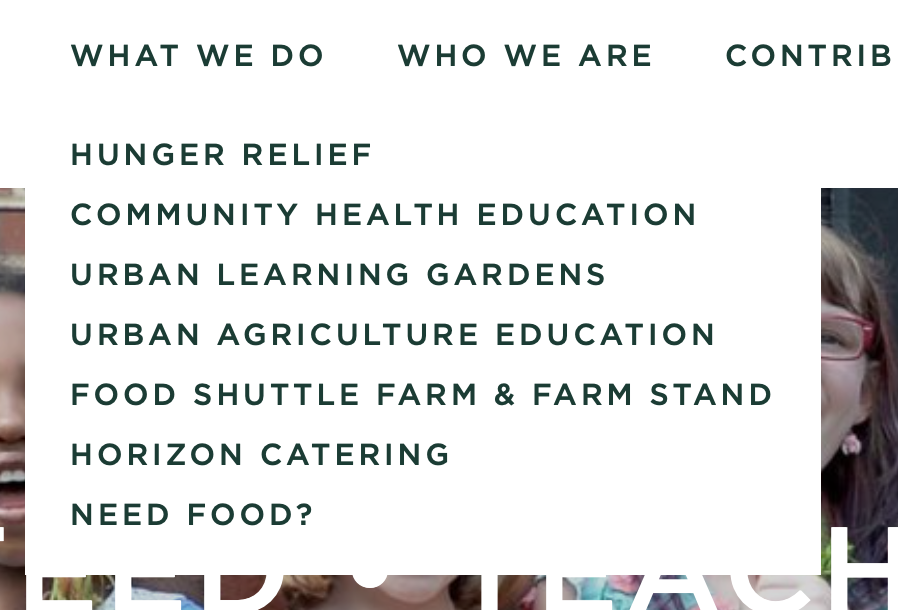 WHAT WE DO WHO WE ARE CONTRIB
HUNGER RELIEF
COMMUNITY HEALTH EDUCATION
URBAN LEARNING GARDENS
URBAN AGRICULTURE EDUCATION
FOOD SHUTTLE FARM & FARM STAND
HORIZON CATERING
NEED FOOD?
TEACH